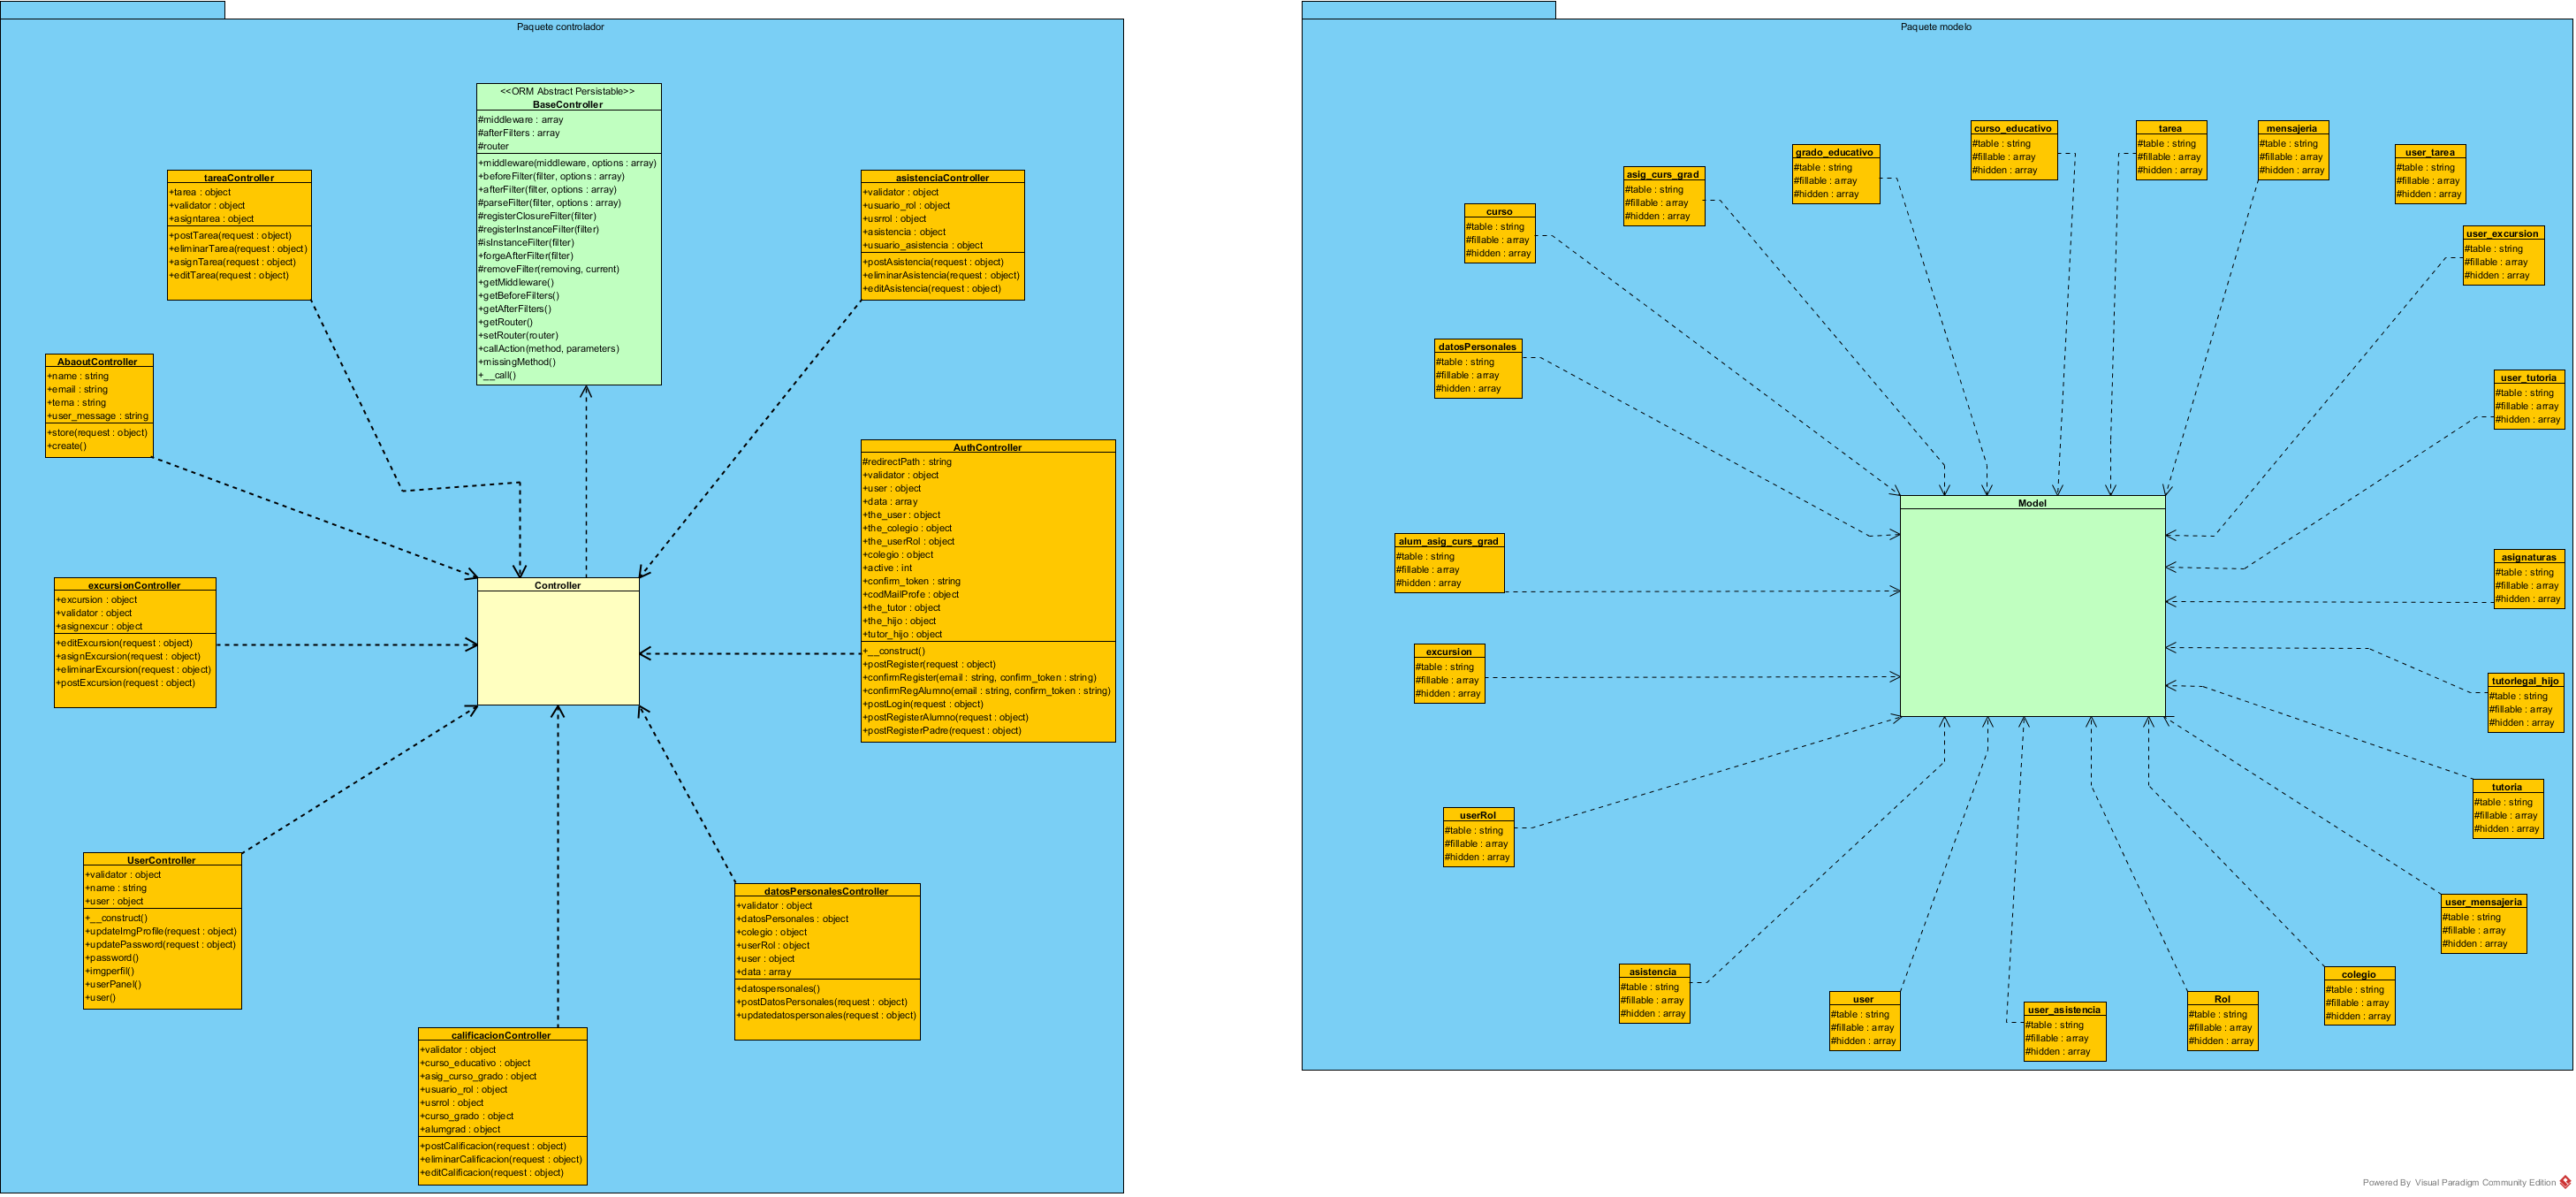 Paquete controlador
<<ORM Abstract Persistable>>
BaseController
#middleware : array
#afterFilters : array
#router
+middleware(middleware, options : array)
+beforeFilter(filter, options : array)
+afterFilter(filter, options : array)
#parseFilter(filter, options : array)
#registerClosureFilter(filter)
#registerInstanceFilter(filter)
#isInstanceFilter(filter)
+forgeAfterFilter(filter)
#removeFilter(removing, current)
+getMiddleware()
+getBeforeFilters()
+getAfterFilters()
+getRouter()
+setRouter(router)
+callAction(method, parameters)
+missingMethod()
+__call()
tareaController
+tarea : object
+validator : object
+asigntarea : object
+postTarea(request : object)
+eliminarTarea(request : object)
+asignTarea(request : object)
+editTarea(request : object)
asistenciaController
+validator : object
+usuario_rol : object
+usrrol : object
+asistencia : object
+usuario_asistencia : object
+postAsistencia(request : object)
+eliminarAsistencia(request : object)
+editAsistencia(request : object)
AbaoutController
+name : string
+email : string
+tema : string
+user_message : string
+store(request : object)
+create()
AuthController
#redirectPath : string
+validator : object
+user : object
+data : array
+the_user : object
+the_colegio : object
+the_userRol : object
+colegio : object
+active : int
+confirm_token : string
+codMailProfe : object
+the_tutor : object
+the_hijo : object
+tutor_hijo : object
+__construct()
+postRegister(request : object)
+confirmRegister(email : string, confirm_token : string)
+confirmRegAlumno(email : string, confirm_token : string)
+postLogin(request : object)
+postRegisterAlumno(request : object)
+postRegisterPadre(request : object)
excursionController
+excursion : object
+validator : object
+asignexcur : object
+editExcursion(request : object)
+asignExcursion(request : object)
+eliminarExcursion(request : object)
+postExcursion(request : object)
Controller
UserController
+validator : object
+name : string
+user : object
+__construct()
+updateImgProfile(request : object)
+updatePassword(request : object)
+password()
+imgperfil()
+userPanel()
+user()
datosPersonalesController
+validator : object
+datosPersonales : object
+colegio : object
+userRol : object
+user : object
+data : array
+datospersonales()
+postDatosPersonales(request : object)
+updatedatospersonales(request : object)
calificacionController
+validator : object
+curso_educativo : object
+asig_curso_grado : object
+usuario_rol : object
+usrrol : object
+curso_grado : object
+alumgrad : object
+postCalificacion(request : object)
+eliminarCalificacion(request : object)
+editCalificacion(request : object)
Paquete modelo
curso_educativo
#table : string
#fillable : array
#hidden : array
tarea
#table : string
#fillable : array
#hidden : array
mensajeria
#table : string
#fillable : array
#hidden : array
grado_educativo
#table : string
#fillable : array
#hidden : array
user_tarea
#table : string
#fillable : array
#hidden : array
asig_curs_grad
#table : string
#fillable : array
#hidden : array
curso
#table : string
#fillable : array
#hidden : array
user_excursion
#table : string
#fillable : array
#hidden : array
datosPersonales
#table : string
#fillable : array
#hidden : array
user_tutoria
#table : string
#fillable : array
#hidden : array
Model
alum_asig_curs_grad
#table : string
#fillable : array
#hidden : array
asignaturas
#table : string
#fillable : array
#hidden : array
excursion
#table : string
#fillable : array
#hidden : array
tutorlegal_hijo
#table : string
#fillable : array
#hidden : array
tutoria
#table : string
#fillable : array
#hidden : array
userRol
#table : string
#fillable : array
#hidden : array
user_mensajeria
#table : string
#fillable : array
#hidden : array
asistencia
#table : string
#fillable : array
#hidden : array
colegio
#table : string
#fillable : array
#hidden : array
user
#table : string
#fillable : array
#hidden : array
Rol
#table : string
#fillable : array
#hidden : array
user_asistencia
#table : string
#fillable : array
#hidden : array
Powered By Visual Paradigm Community Edition